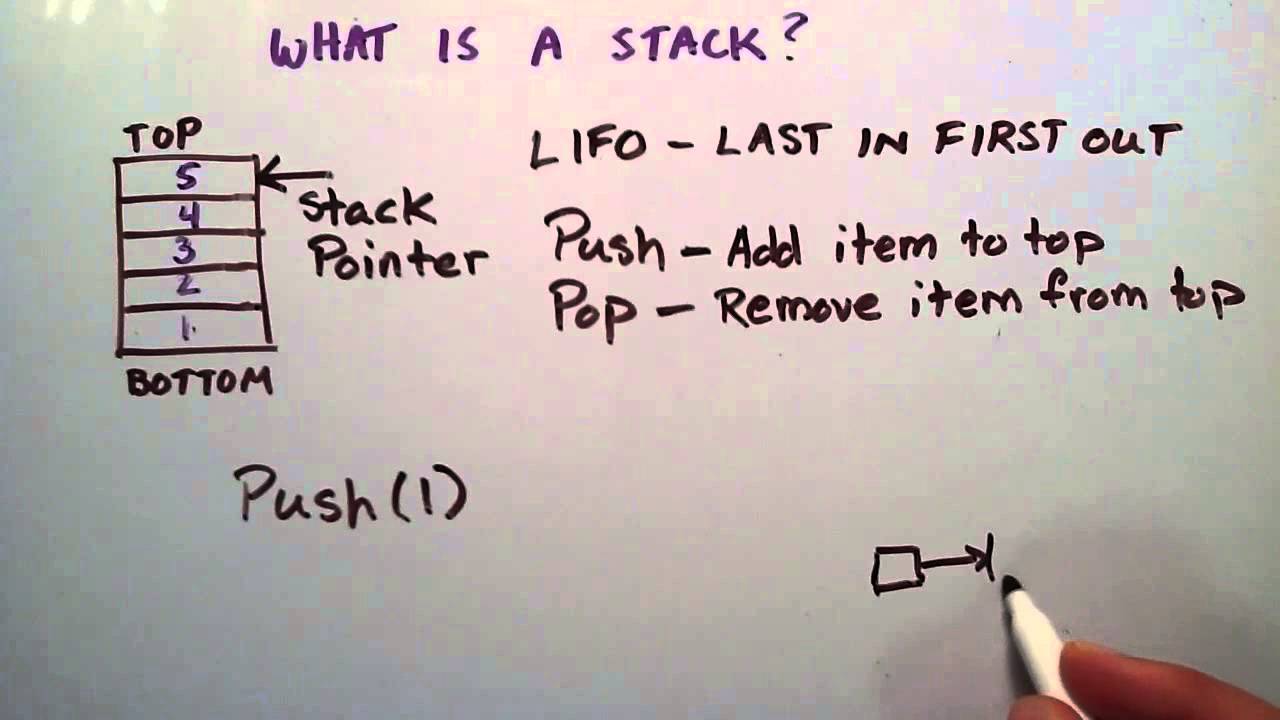 WHAT IS A STACK?
TOP
5
4
3
2
1
BOTTOM
Stack
Pointer
LIFO - LAST IN FIRST OUT
Push - Add item to top
Pop - Remove item from top
Push(1)